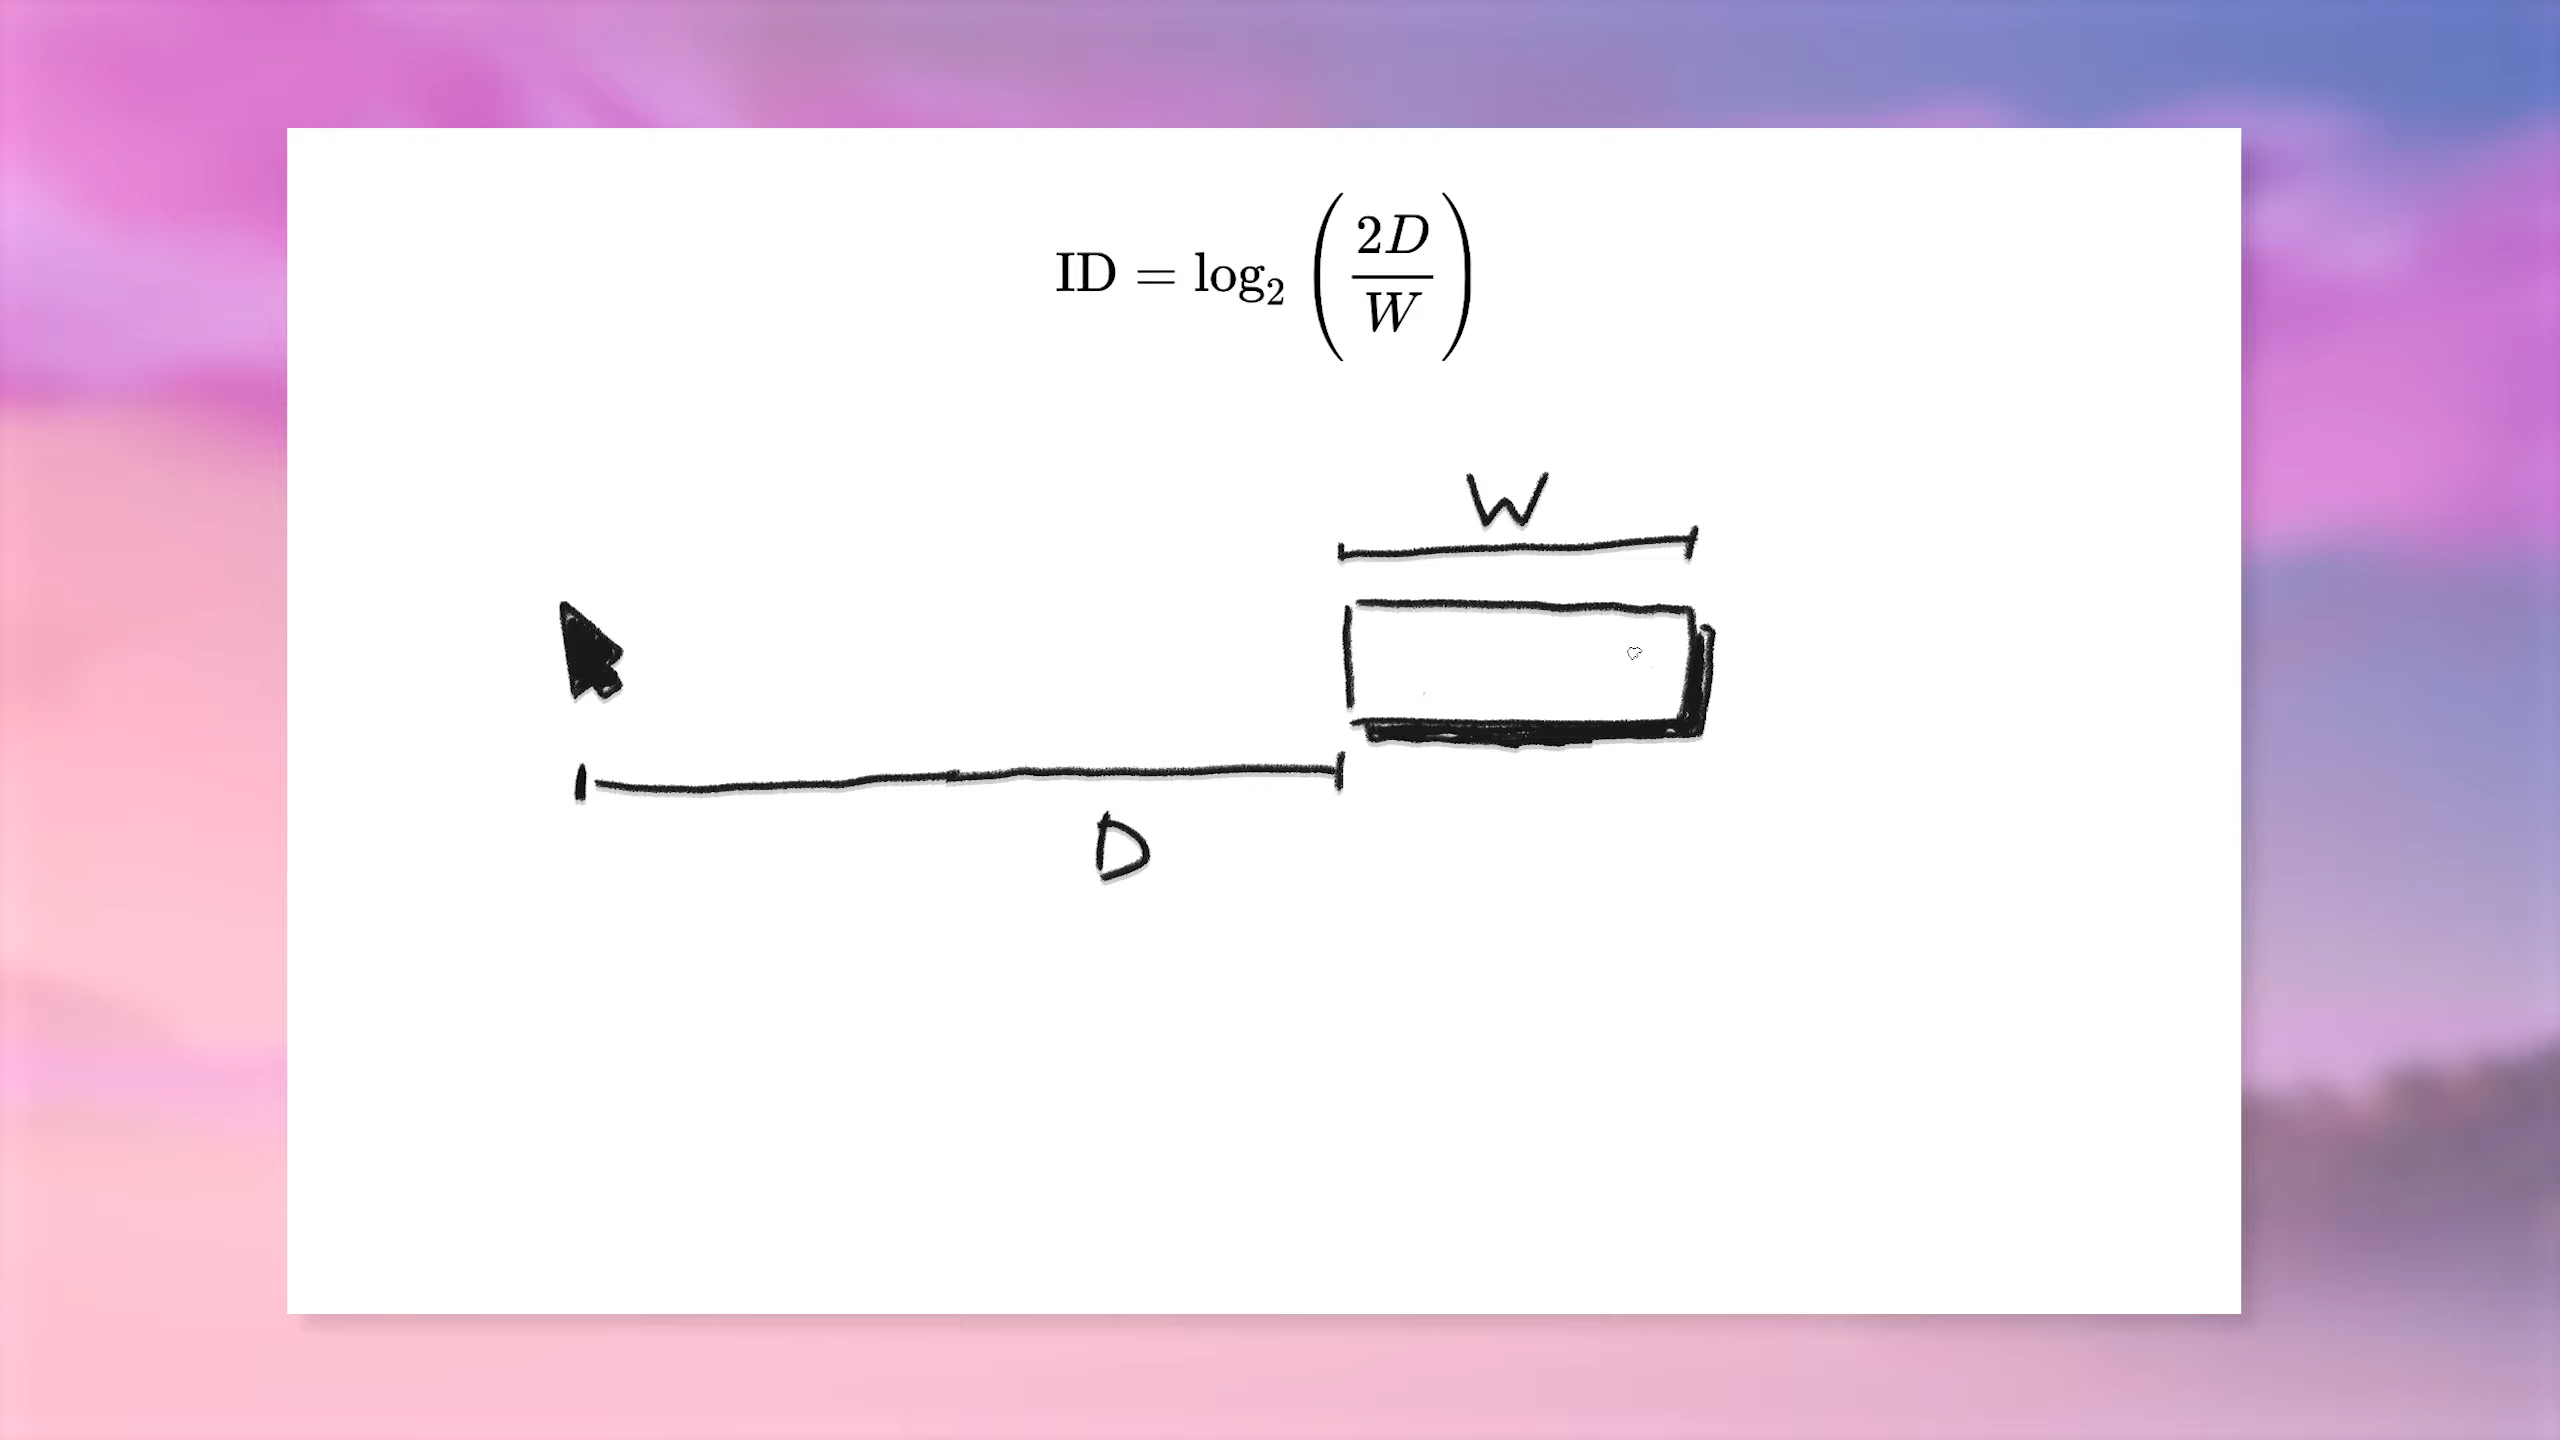 ID = log₂ (2D/W)
W
D